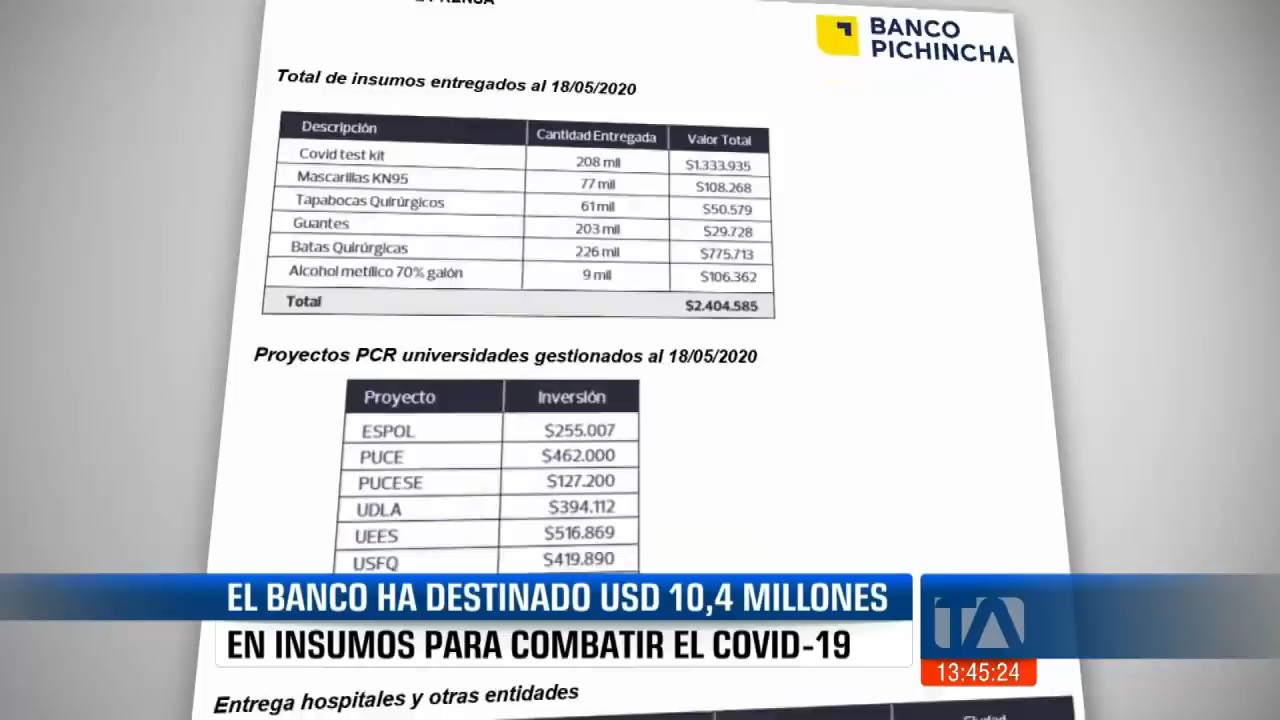 BANCO
PICHINCHA
Total de insumos entregados al 18/05/2020
Descripción Cantidad Entregada Valor Total
Covid test kit 208 mil $1.333.935
Mascarillas KN95 77 mil $108.268
Tapabocas Quirúrgicos 61 mil $50.579
Guantes 203 mil $29.728
Batas Quirúrgicas 226 mil $775.713
Alcohol metílico 70% galón 9 mil $106.362
Total $2.404.585
Proyectos PCR universidades gestionados al 18/05/2020
Proyecto Inversión
ESPOL $255.007
PUCE $462.000
PUCESE $127.200
UDLA $394.112
UEES $516.869
USFQ $419.890
EL BANCO HA DESTINADO USD 10,4 MILLONES
EN INSUMOS PARA COMBATIR EL COVID-19
TA
13:45:24
Entrega hospitales y otras entidades